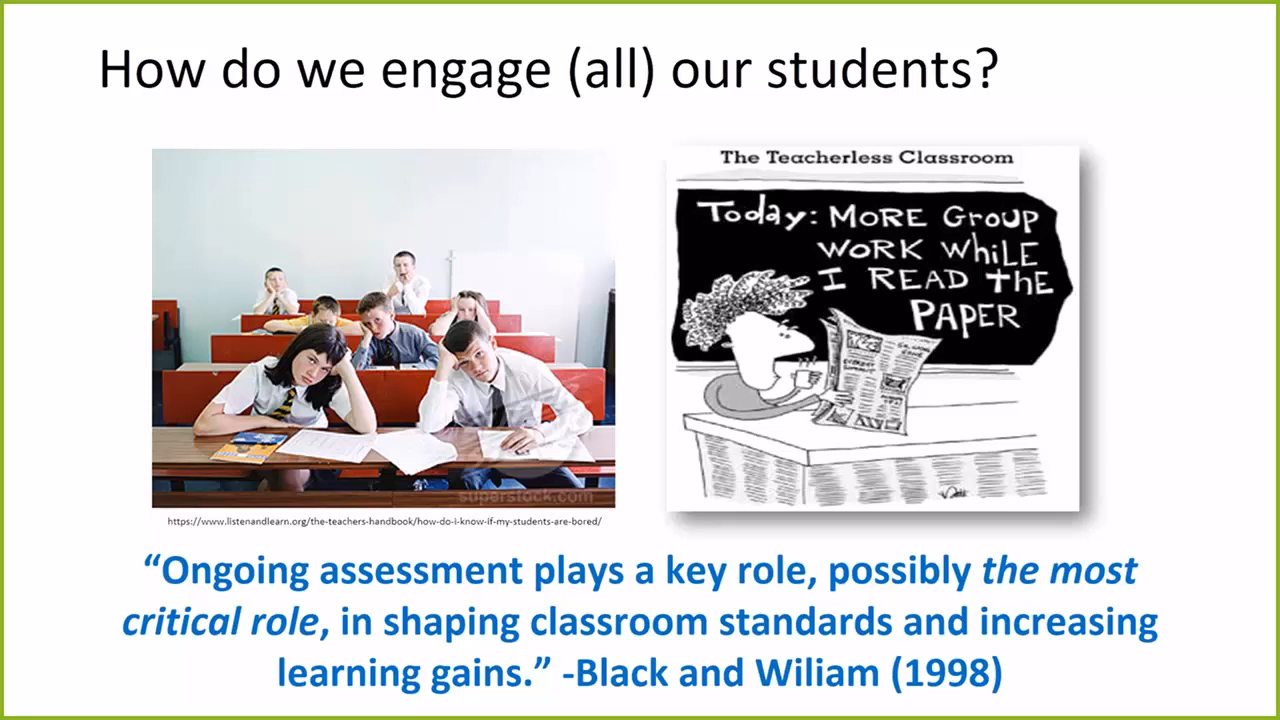 How do we engage (all) our students?
The Teacherless Classroom
Today: MORE GROUP
WORK WHiLE
I READ tHE
PAPER
superstock.com
https://www.listenandlearn.org/the-teachers-handbook/how-do-i-know-if-my-students-are-bored/
“Ongoing assessment plays a key role, possibly the most
critical role, in shaping classroom standards and increasing
learning gains.” -Black and Wiliam (1998)